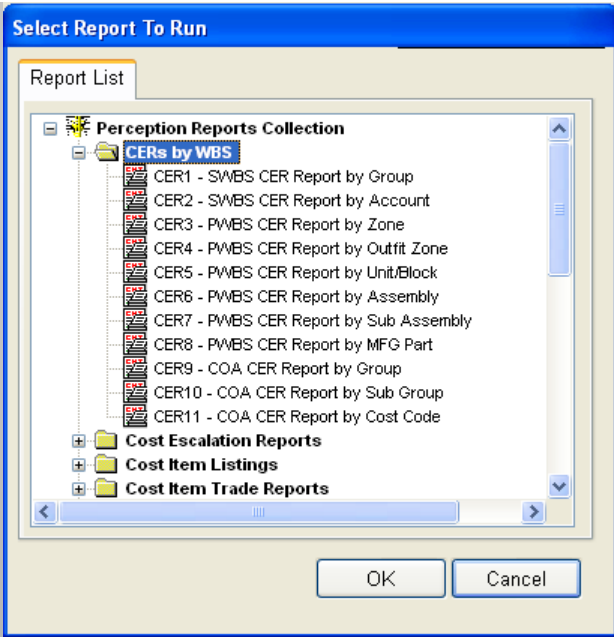 Select Report To Run
Report List
Perception Reports Collection
CERs by WBS
CER1 - SWBS CER Report by Group
CER2 - SWBS CER Report by Account
CER3 - PWBS CER Report by Zone
CER4 - PWBS CER Report by Outfit Zone
CER5 - PWBS CER Report by Unit/Block
CER6 - PWBS CER Report by Assembly
CER7 - PWBS CER Report by Sub Assembly
CER8 - PWBS CER Report by MFG Part
CER9 - COA CER Report by Group
CER10 - COA CER Report by Sub Group
CER11 - COA CER Report by Cost Code
Cost Escalation Reports
Cost Item Listings
Cost Item Trade Reports
OK Cancel